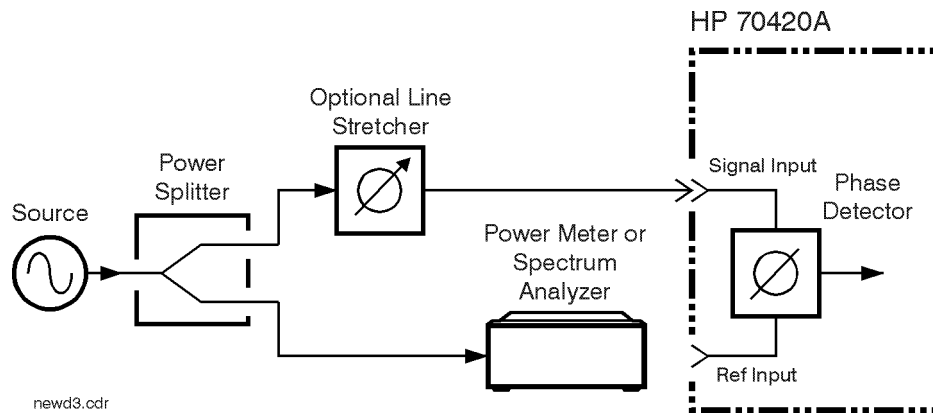 HP 70420A
Optional Line
Stretcher
Power
Splitter
Signal Input
Phase
Detector
Source
Power Meter or
Spectrum
Analyzer
Ref Input
newd3.cdr